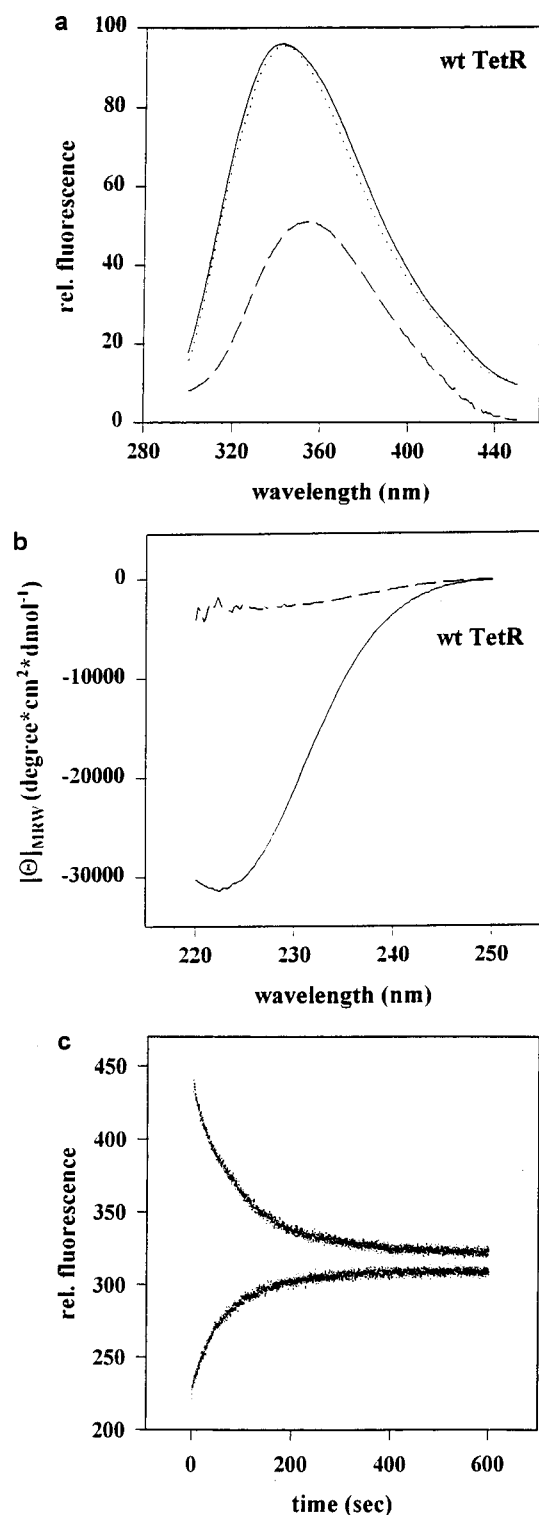 a
100
80
60
40
20
0
rel. fluorescence
wt TetR
280
320
360
400
440
wavelength (nm)
b
0
-10000
-20000
-30000
[Θ]MRW (degree*cm²*dmol⁻¹)
wt TetR
220
230
240
250
wavelength (nm)
c
450
400
350
300
250
200
rel. fluorescence
0
200
400
600
time (sec)